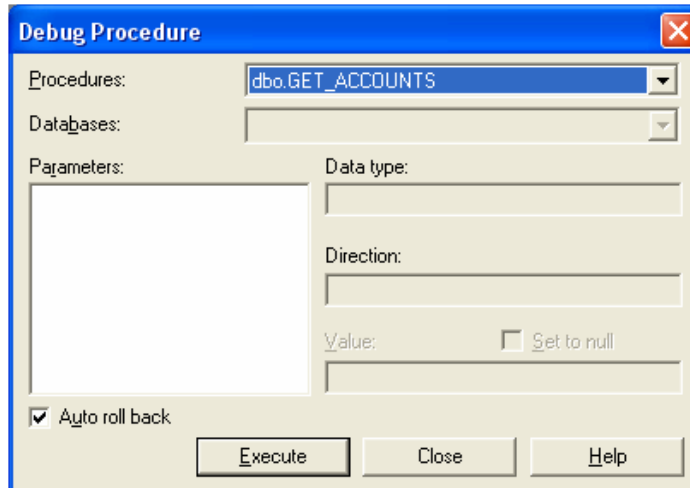 Debug Procedure
Procedures: dbo.GET_ACCOUNTS
Databases:
Parameters: Data type:
Direction:
Value: Set to null
Auto roll back
Execute Close Help